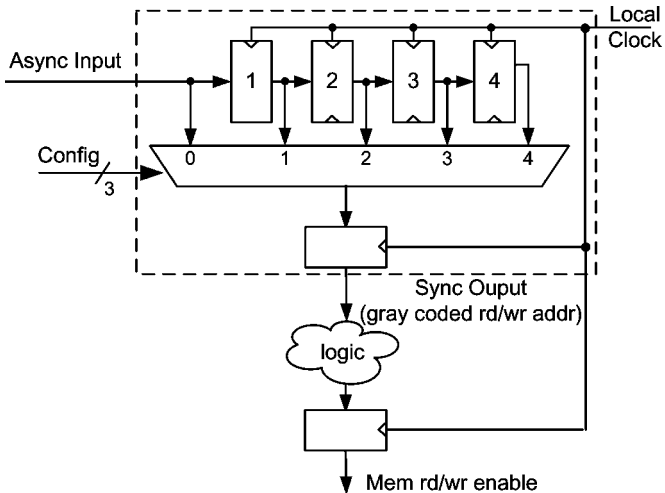 Local
Clock
Async Input
1
2
3
4
Config
3
0
1
2
3
4
Sync Ouput
(gray coded rd/wr addr)
logic
Mem rd/wr enable